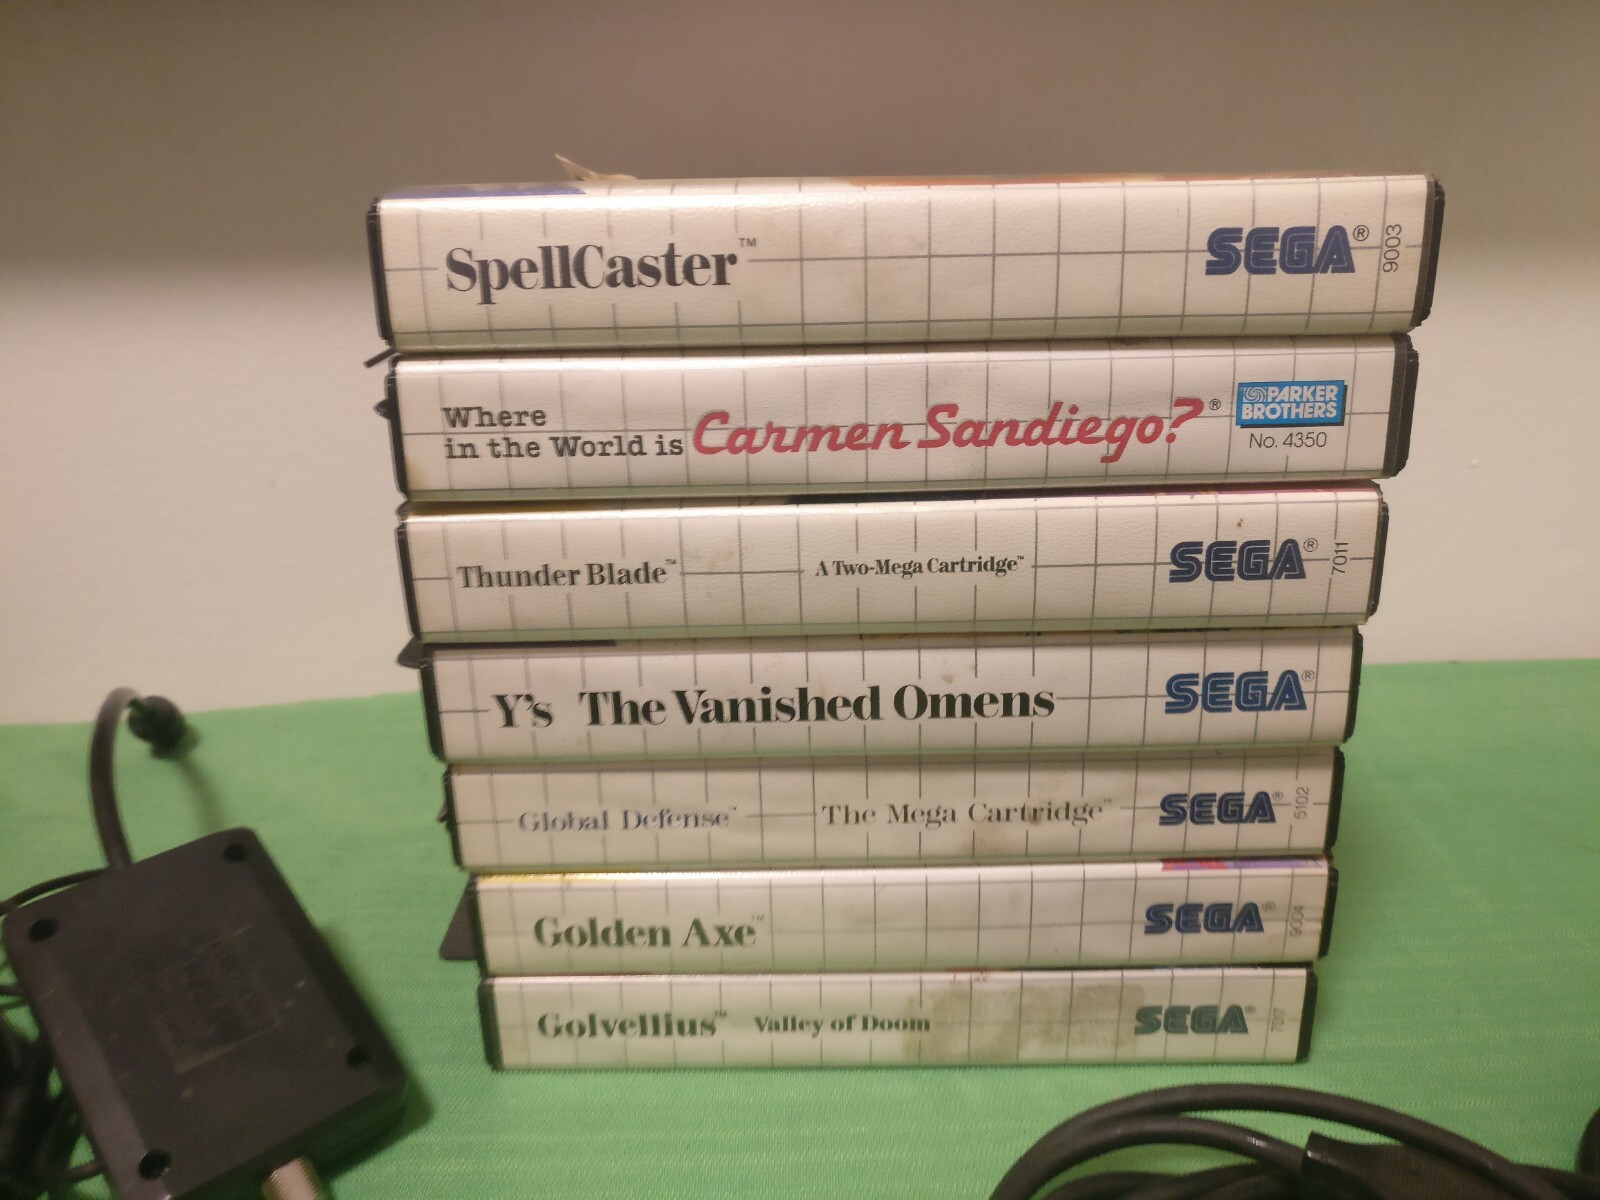 SpellCaster™ SEGA® 9003
Where
in the World is Carmen Sandiego?®
PARKER
BROTHERS
No. 4350
Thunder Blade™ A Two-Mega Cartridge™ SEGA® 7011
Y's The Vanished Omens SEGA®
Global Defense™ The Mega Cartridge™ SEGA® 5102
Golden Axe™ SEGA® 9004
Golvellius™ Valley of Doom SEGA® 7017